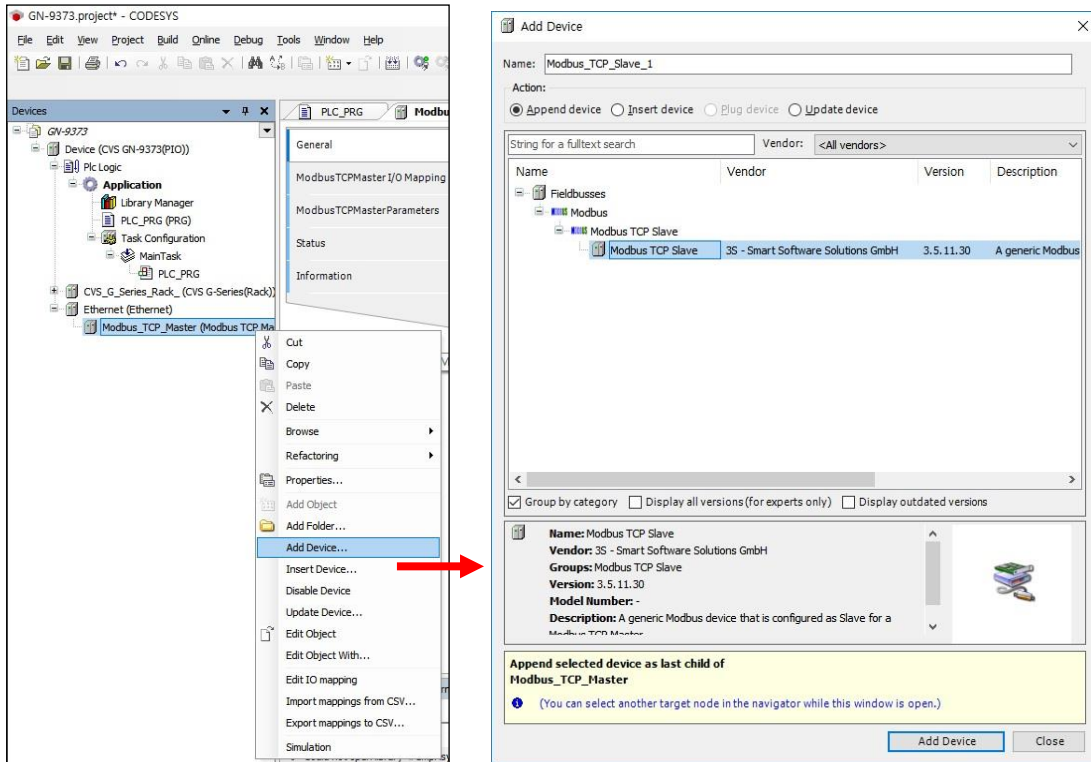 GN-9373.project* - CODESYS
File Edit View Project Build Online Debug Tools Window Help
Devices
GN-9373
Device (CVS GN-9373(PIO))
Plc Logic
Application
Library Manager
PLC_PRG (PRG)
Task Configuration
MainTask
PLC_PRG
CVS_G_Series_Rack_ (CVS G-Series(Rack))
Ethernet (Ethernet)
Modbus_TCP_Master (Modbus TCP Ma
PLC_PRG Modbu
General
ModbusTCPMaster I/O Mapping
ModbusTCPMasterParameters
Status
Information
Cut
Copy
Paste
Delete
Browse
Refactoring
Properties...
Add Object
Add Folder...
Add Device...
Insert Device...
Disable Device
Update Device...
Edit Object
Edit Object With...
Edit IO mapping
Import mappings from CSV...
Export mappings to CSV...
Simulation
Add Device
Name: Modbus_TCP_Slave_1
Action:
Append device Insert device Plug device Update device
String for a fulltext search Vendor: <All vendors>
Name Vendor Version Description
Fieldbusses
Modbus
Modbus TCP Slave
Modbus TCP Slave 3S - Smart Software Solutions GmbH 3.5.11.30 A generic Modbus
Group by category Display all versions (for experts only) Display outdated versions
Name: Modbus TCP Slave
Vendor: 3S - Smart Software Solutions GmbH
Groups: Modbus TCP Slave
Version: 3.5.11.30
Model Number: -
Description: A generic Modbus device that is configured as Slave for a
Modbus TCP Master
Append selected device as last child of
Modbus_TCP_Master
(You can select another target node in the navigator while this window is open.)
Add Device Close